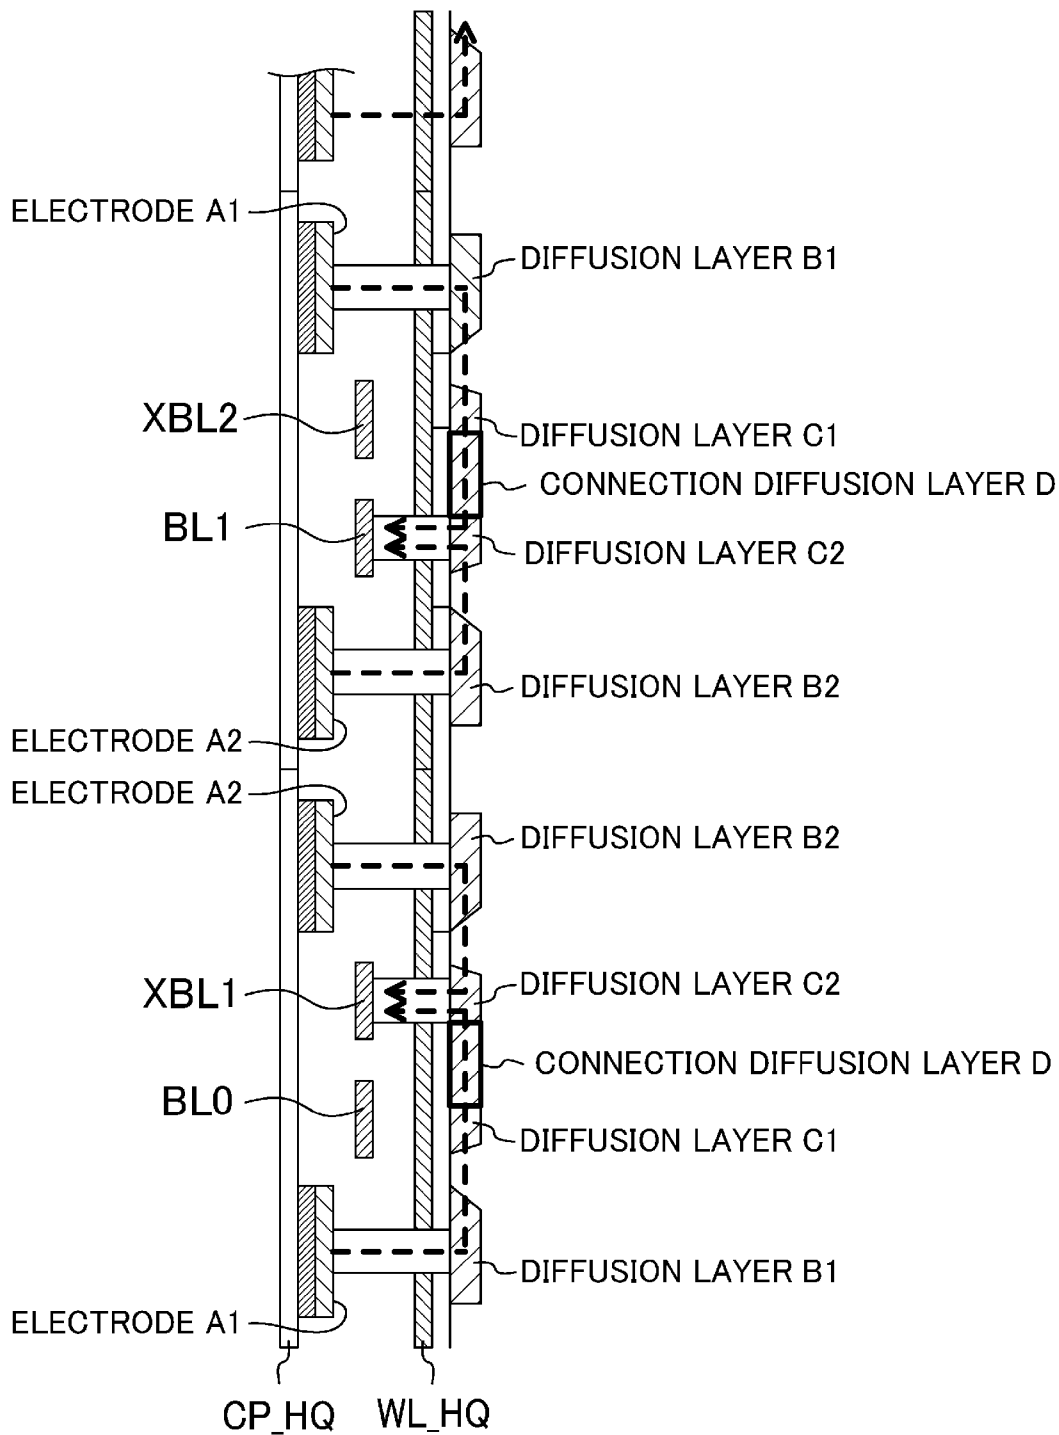 ELECTRODE A1
DIFFUSION LAYER B1
XBL2
DIFFUSION LAYER C1
CONNECTION DIFFUSION LAYER D
BL1
DIFFUSION LAYER C2
DIFFUSION LAYER B2
ELECTRODE A2
ELECTRODE A2
DIFFUSION LAYER B2
XBL1
DIFFUSION LAYER C2
CONNECTION DIFFUSION LAYER D
BL0
DIFFUSION LAYER C1
DIFFUSION LAYER B1
ELECTRODE A1
CP_HQ
WL_HQ